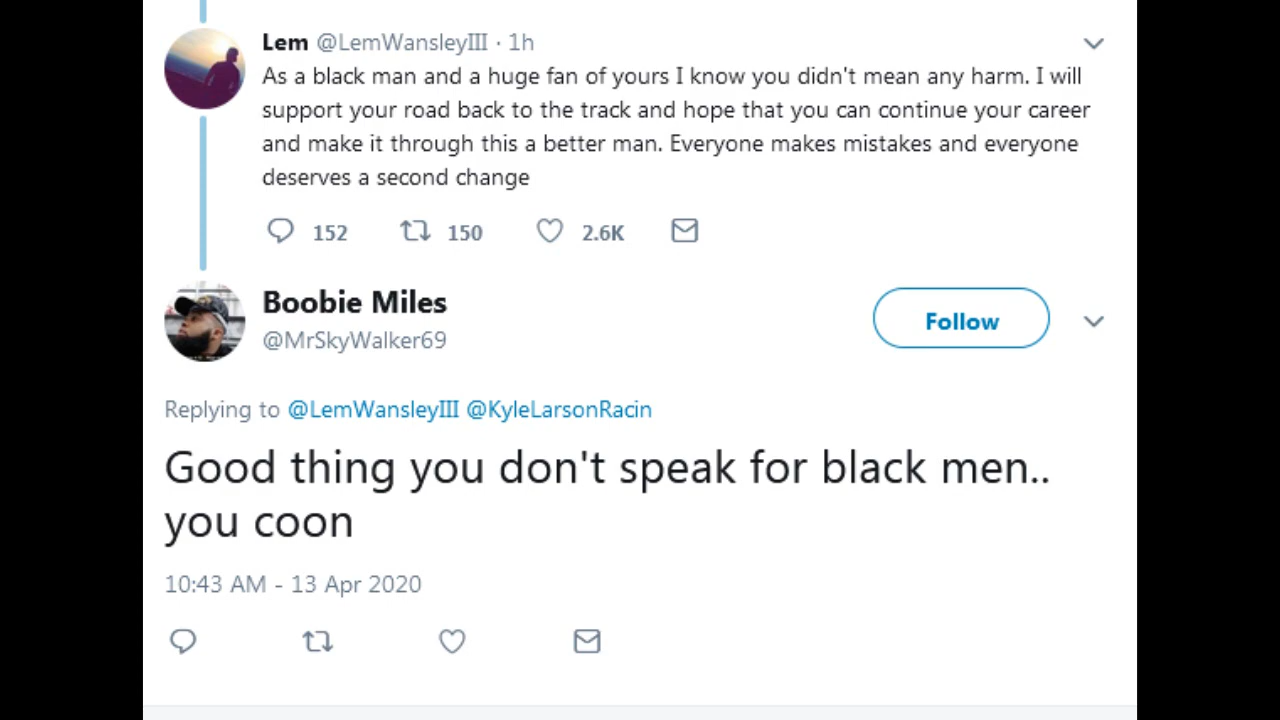 Lem @LemWansleyIII · 1h
As a black man and a huge fan of yours I know you didn't mean any harm. I will
support your road back to the track and hope that you can continue your career
and make it through this a better man. Everyone makes mistakes and everyone
deserves a second change
152 150 2.6K
Boobie Miles
@MrSkyWalker69
Follow
Replying to @LemWansleyIII @KyleLarsonRacin
Good thing you don't speak for black men..
you coon
10:43 AM - 13 Apr 2020